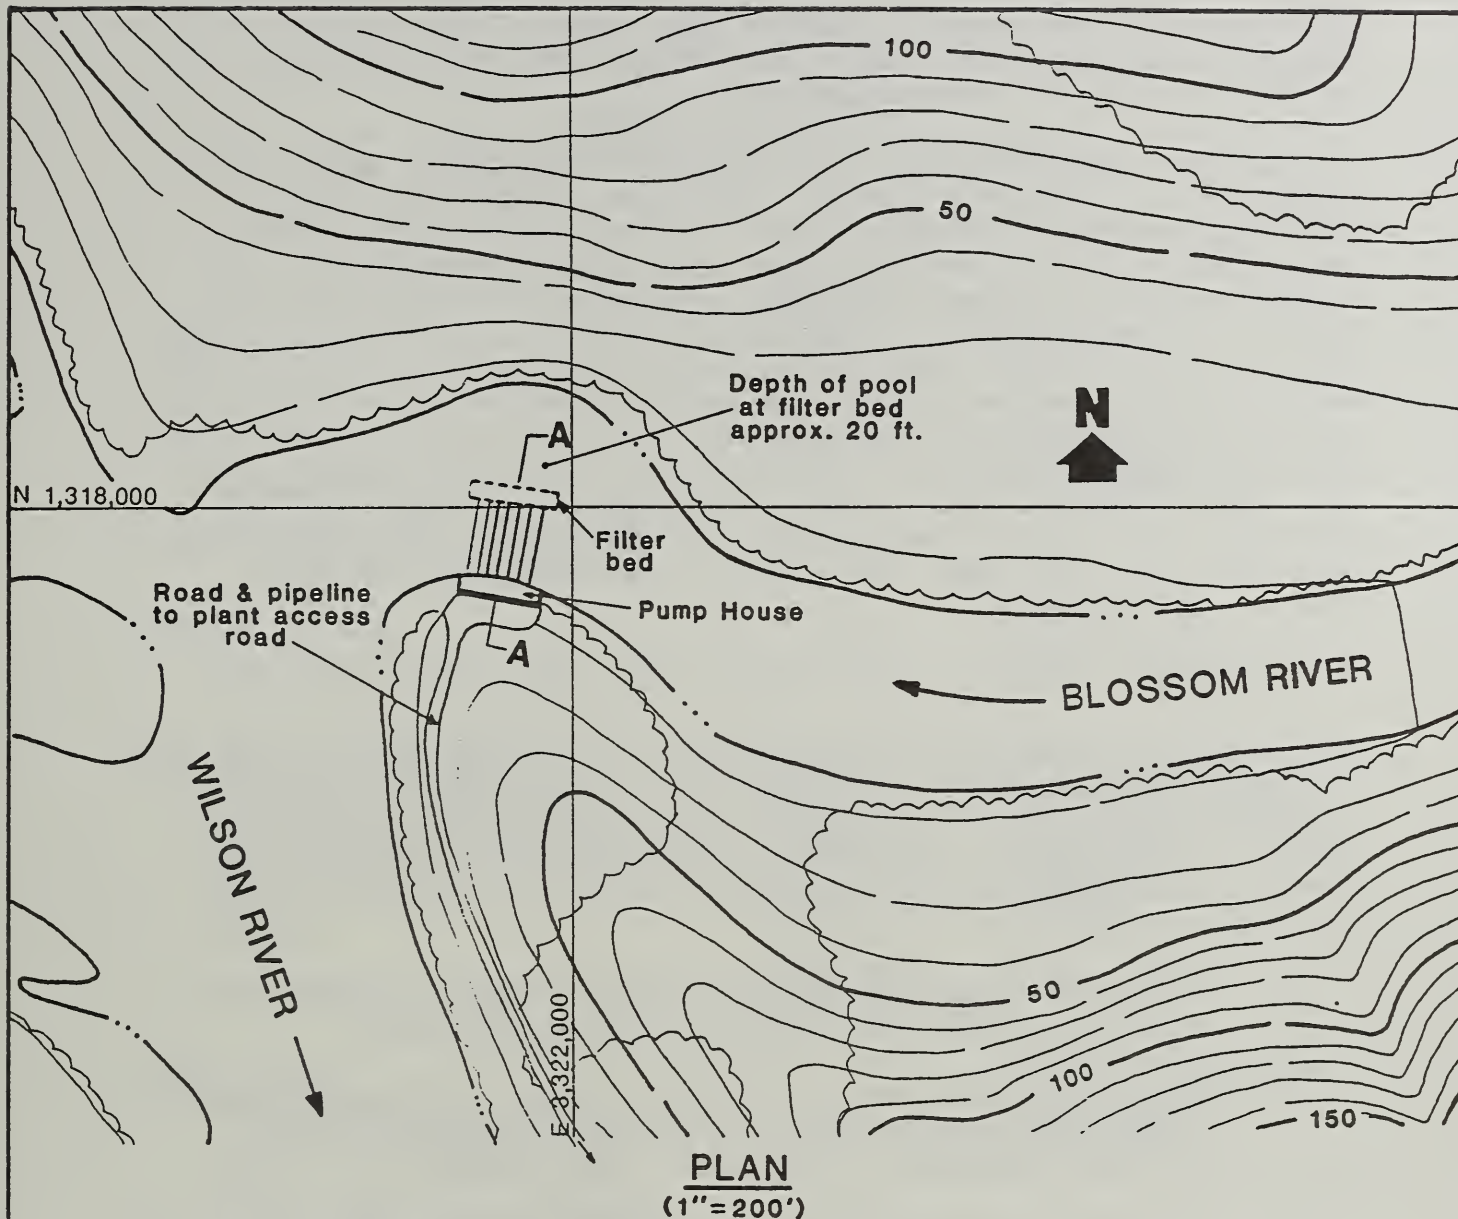 100
50
Depth of pool
at filter bed
approx. 20 ft.
N
A
N 1,318,000
Filter
bed
Road & pipeline
to plant access
road
Pump House
A
BLOSSOM RIVER
WILSON RIVER
E 3,322,000
50
100
150
PLAN
(1"=200')